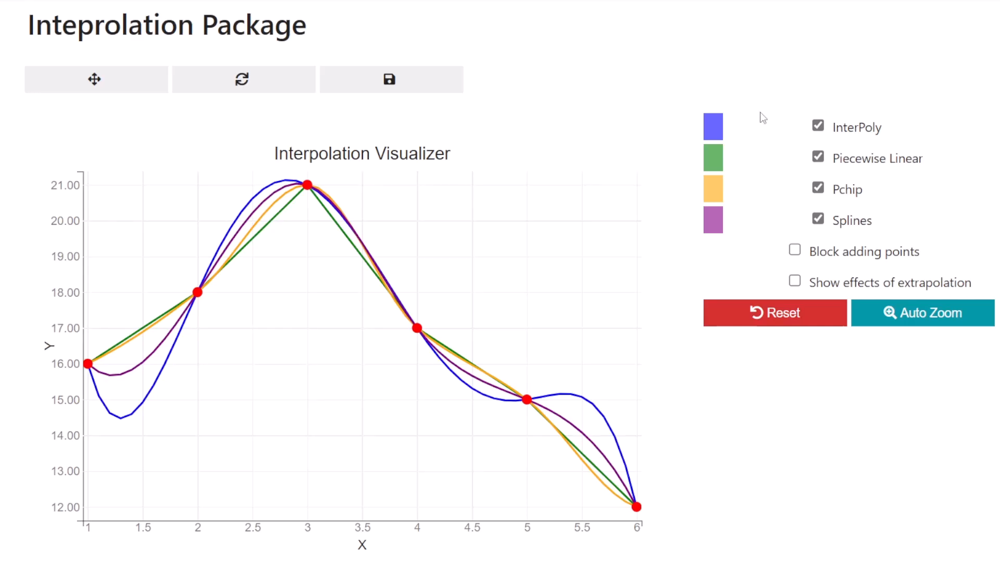 Inteprolation Package
InterPoly
Piecewise Linear
Pchip
Splines
Block adding points
Show effects of extrapolation
Reset
Auto Zoom
Interpolation Visualizer
21.00
20.00
19.00
18.00
17.00
16.00
15.00
14.00
13.00
12.00
Y
1 1.5 2 2.5 3 3.5 4 4.5 5 5.5 6
X